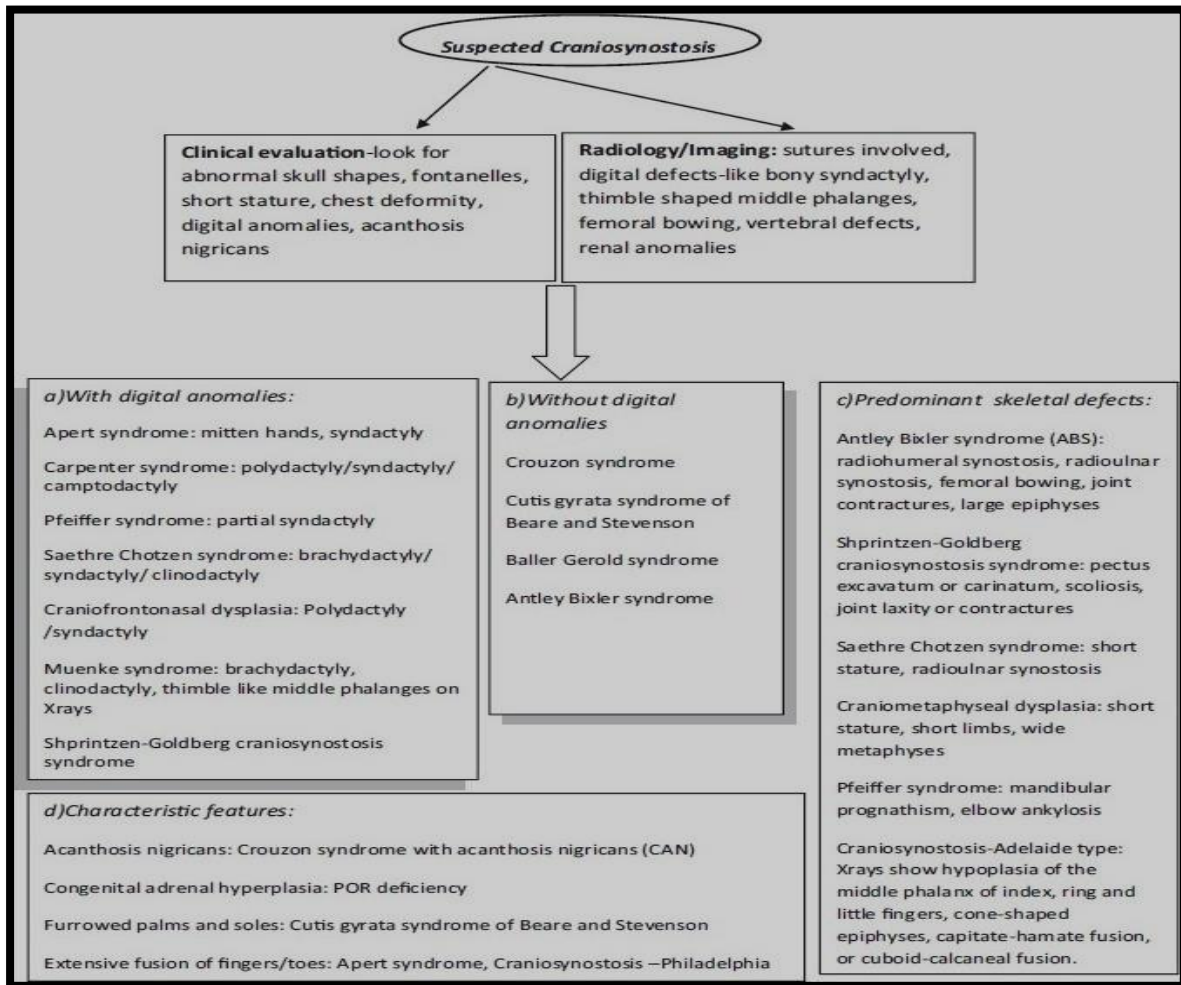 Suspected Craniosynostosis
Clinical evaluation-look for
abnormal skull shapes, fontanelles,
short stature, chest deformity,
digital anomalies, acanthosis
nigricans
Radiology/Imaging: sutures involved,
digital defects-like bony syndactyly,
thimble shaped middle phalanges,
femoral bowing, vertebral defects,
renal anomalies
a)With digital anomalies:
Apert syndrome: mitten hands, syndactyly
Carpenter syndrome: polydactyly/syndactyly/
camptodactyly
Pfeiffer syndrome: partial syndactyly
Saethre Chotzen syndrome: brachydactyly/
syndactyly/ clinodactyly
Craniofrontonasal dysplasia: Polydactyly
/syndactyly
Muenke syndrome: brachydactyly,
clinodactyly, thimble like middle phalanges on
Xrays
Shprintzen-Goldberg craniosynostosis
syndrome
b)Without digital
anomalies
Crouzon syndrome
Cutis gyrata syndrome of
Beare and Stevenson
Baller Gerold syndrome
Antley Bixler syndrome
c)Predominant skeletal defects:
Antley Bixler syndrome (ABS):
radiohumeral synostosis, radioulnar
synostosis, femoral bowing, joint
contractures, large epiphyses
Shprintzen-Goldberg
craniosynostosis syndrome: pectus
excavatum or carinatum, scoliosis,
joint laxity or contractures
Saethre Chotzen syndrome: short
stature, radioulnar synostosis
Craniometaphyseal dysplasia: short
stature, short limbs, wide
metaphyses
Pfeiffer syndrome: mandibular
prognathism, elbow ankylosis
Craniosynostosis-Adelaide type:
Xrays show hypoplasia of the
middle phalanx of index, ring and
little fingers, cone-shaped
epiphyses, capitate-hamate fusion,
or cuboid-calcaneal fusion.
d)Characteristic features:
Acanthosis nigricans: Crouzon syndrome with acanthosis nigricans (CAN)
Congenital adrenal hyperplasia: POR deficiency
Furrowed palms and soles: Cutis gyrata syndrome of Beare and Stevenson
Extensive fusion of fingers/toes: Apert syndrome, Craniosynostosis –Philadelphia